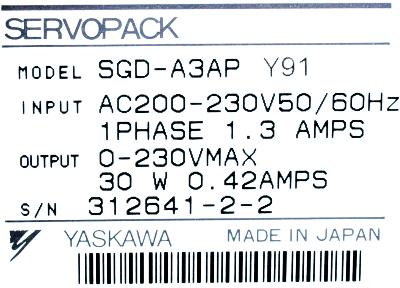 SERVOPACK
MODEL SGD-A3AP Y91
INPUT AC200-230V50/60Hz
1PHASE 1.3 AMPS
OUTPUT 0-230VMAX
30 W 0.42AMPS
S/N 312641-2-2
YASKAWA MADE IN JAPAN